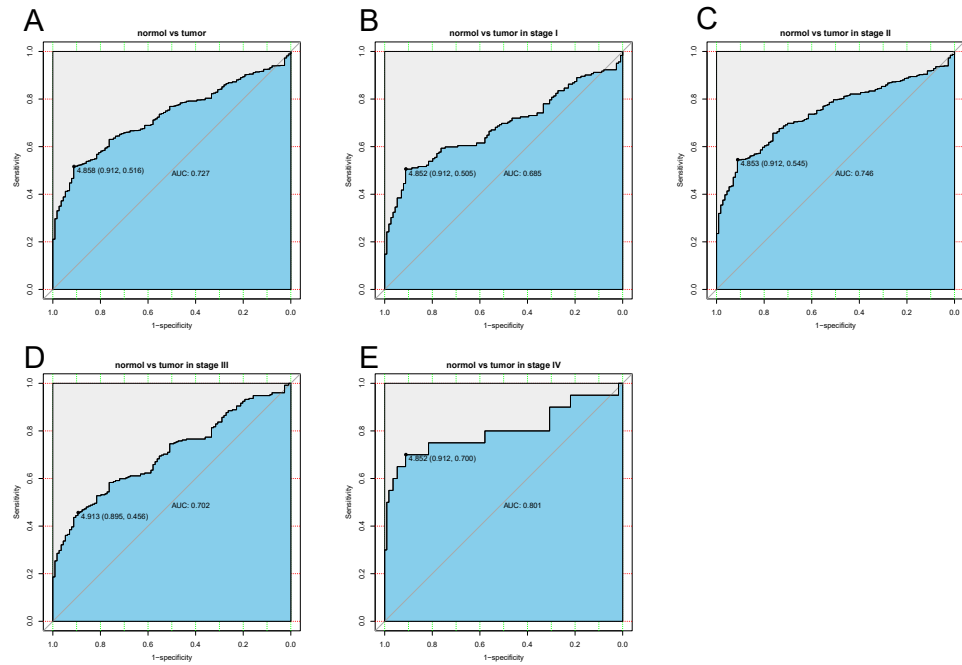 A
normol vs tumor
1.0
0.8
0.6
0.4
0.2
0.0
Sensitivity
4.858 (0.912, 0.516)
AUC: 0.727
1.0 0.8 0.6 0.4 0.2 0.0
1−specificity
B
normol vs tumor in stage I
1.0
0.8
0.6
0.4
0.2
0.0
Sensitivity
4.852 (0.912, 0.505)
AUC: 0.685
1.0 0.8 0.6 0.4 0.2 0.0
1−specificity
C
normol vs tumor in stage II
1.0
0.8
0.6
0.4
0.2
0.0
Sensitivity
4.853 (0.912, 0.545)
AUC: 0.746
1.0 0.8 0.6 0.4 0.2 0.0
1−specificity
D
normol vs tumor in stage III
1.0
0.8
0.6
0.4
0.2
0.0
Sensitivity
4.913 (0.895, 0.456)
AUC: 0.702
1.0 0.8 0.6 0.4 0.2 0.0
1−specificity
E
normol vs tumor in stage IV
1.0
0.8
0.6
0.4
0.2
0.0
Sensitivity
4.852 (0.912, 0.700)
AUC: 0.801
1.0 0.8 0.6 0.4 0.2 0.0
1−specificity